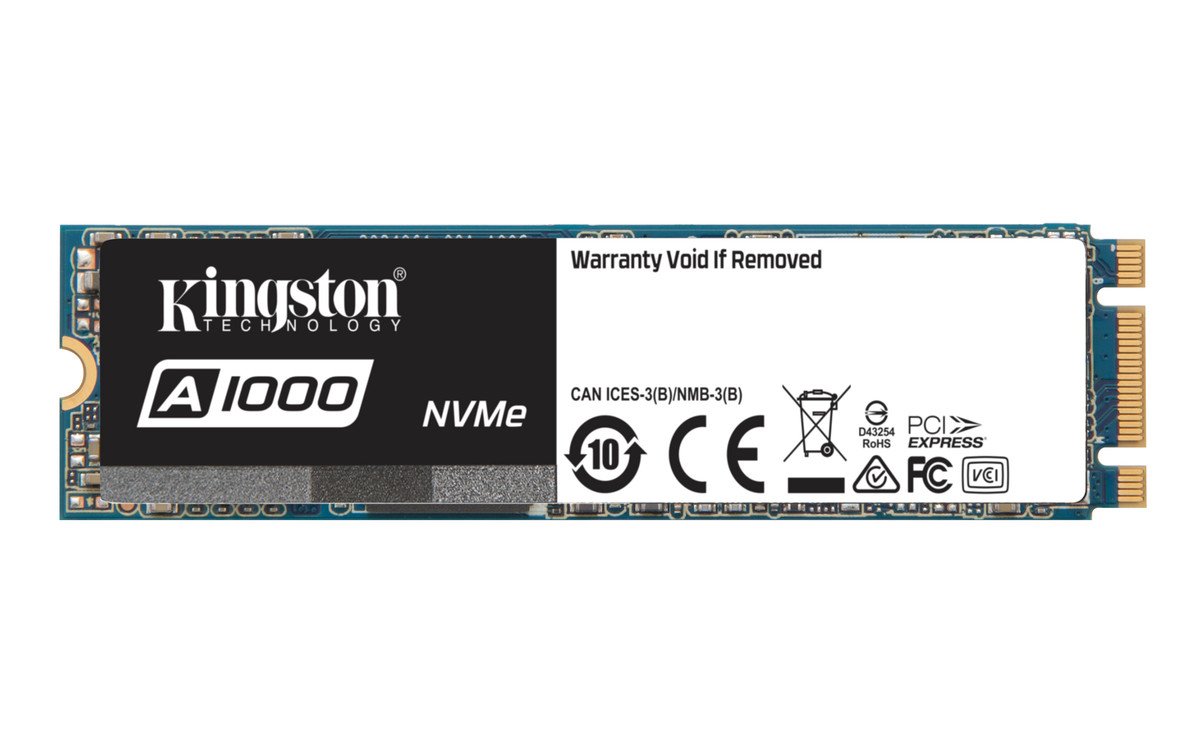 Kingston®
TECHNOLOGY
A1000
NVMe
Warranty Void If Removed
CAN ICES-3(B)/NMB-3(B)
10
CE
D43254
RoHS
PCI
EXPRESS®
FC
VCI